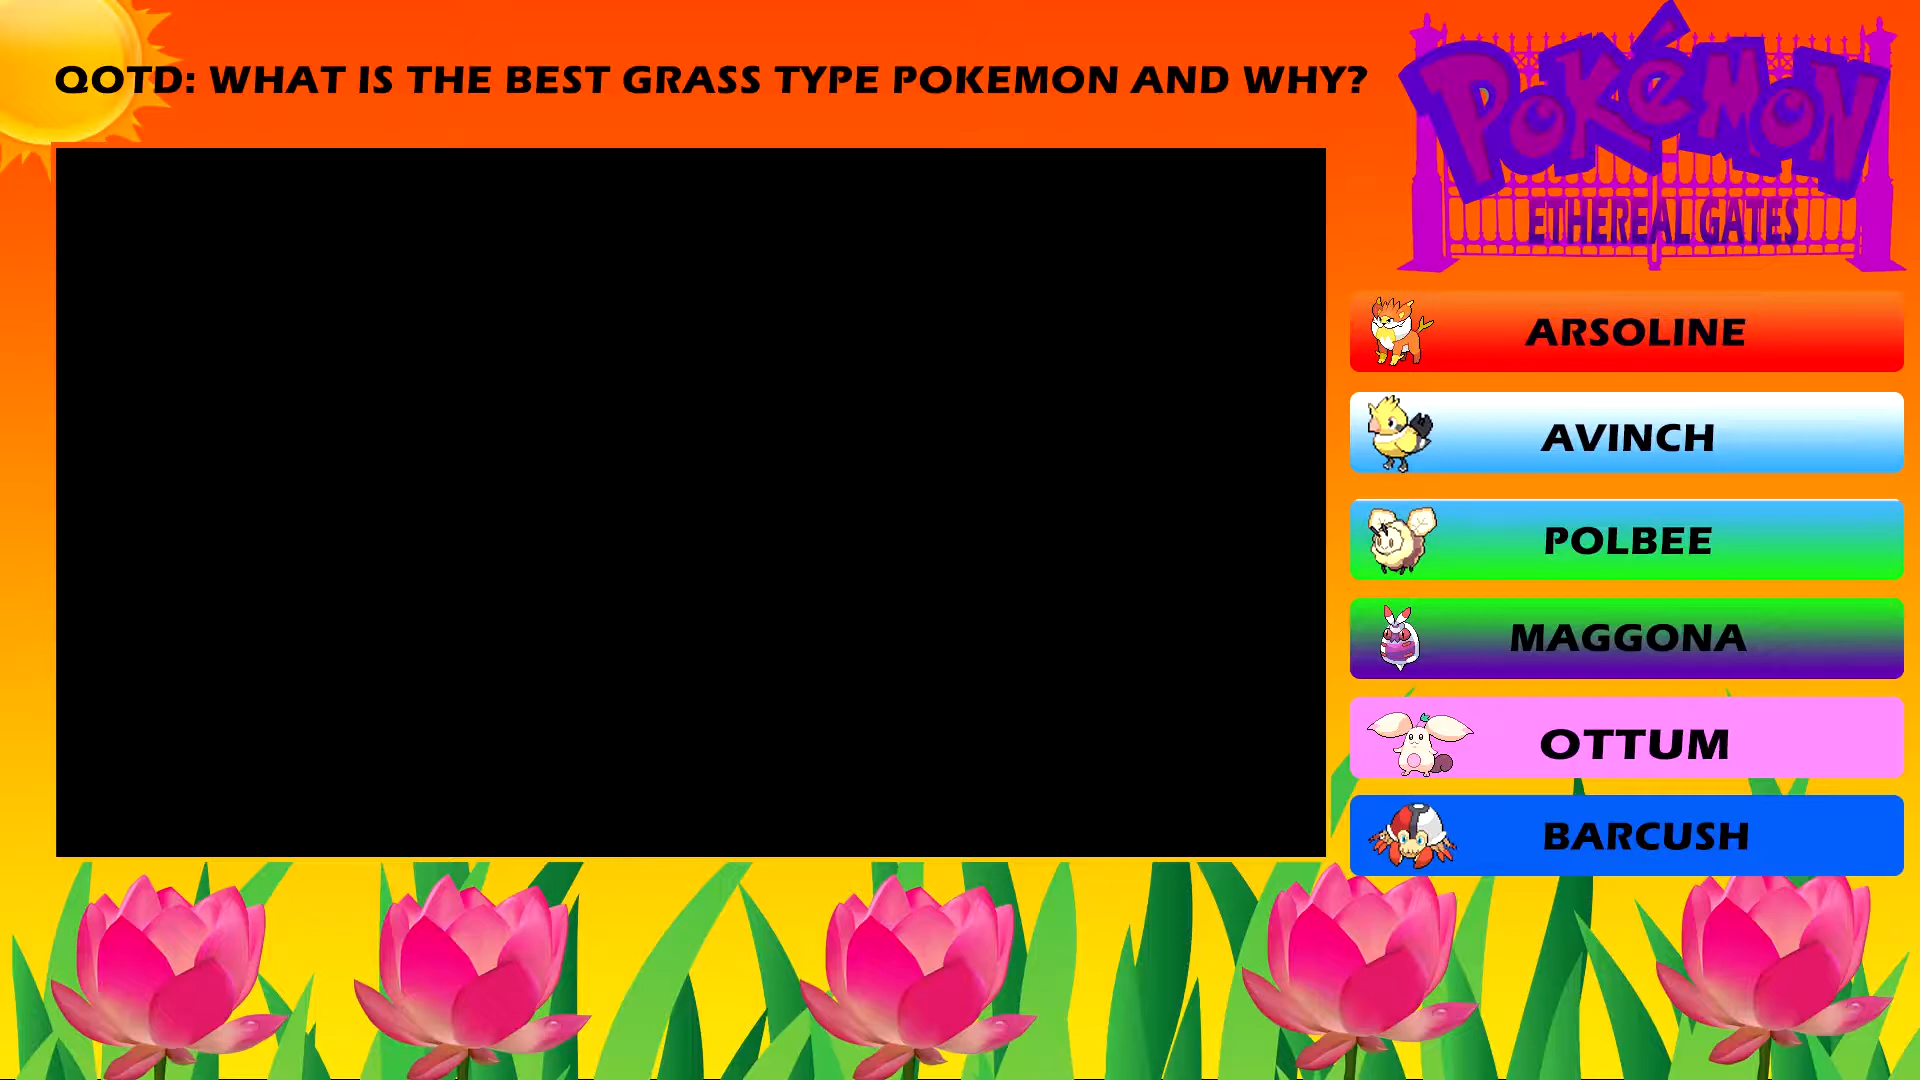 QOTD: WHAT IS THE BEST GRASS TYPE POKEMON AND WHY?
POKéMON
ETHEREAL GATES
ARSOLINE
AVINCH
POLBEE
MAGGONA
OTTUM
BARCUSH